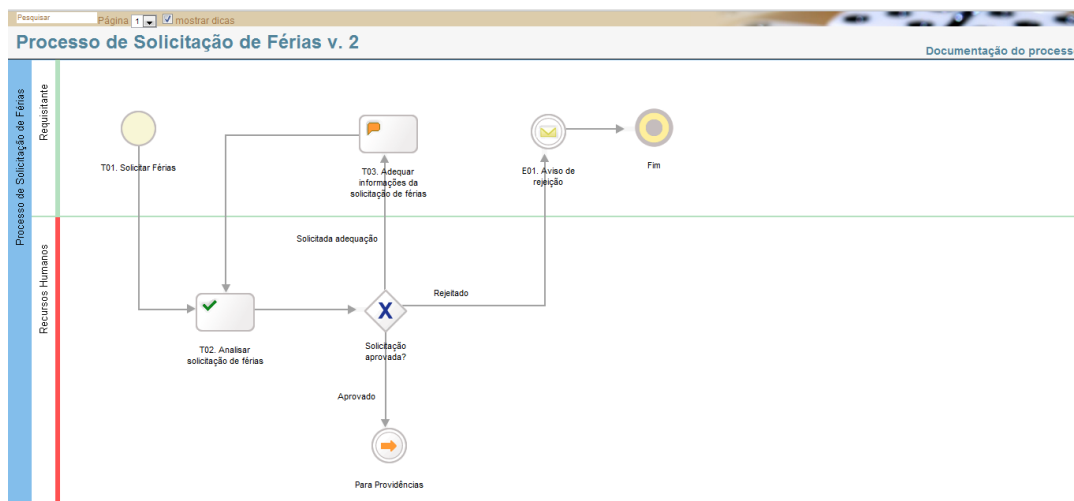 Pesquisar
Página 1 mostrar dicas
Processo de Solicitação de Férias v. 2
Documentação do process
Processo de Solicitação de Férias
Requisitante
T01. Solicitar Férias
T03. Adequar
informações da
solicitação de férias
E01. Aviso de
rejeição
Fim
Recursos Humanos
Solicitada adequação
Rejeitado
X
T02. Analisar
solicitação de férias
Solicitação
aprovada?
Aprovado
Para Providências